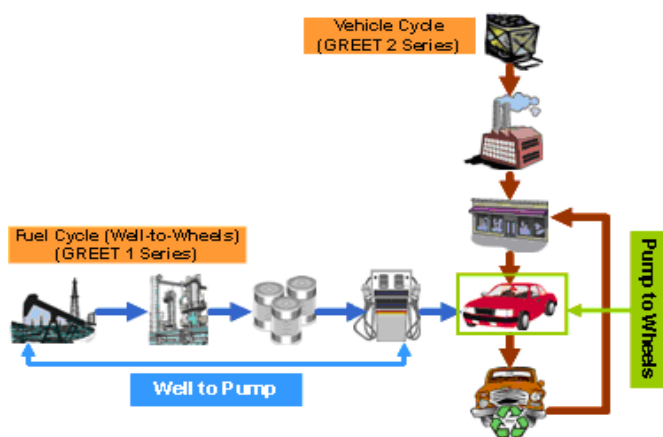 Vehicle Cycle
(GREET 2 Series)
Fuel Cycle (Well-to-Wheels)
(GREET 1 Series)
Well to Pump
Pump to Wheels